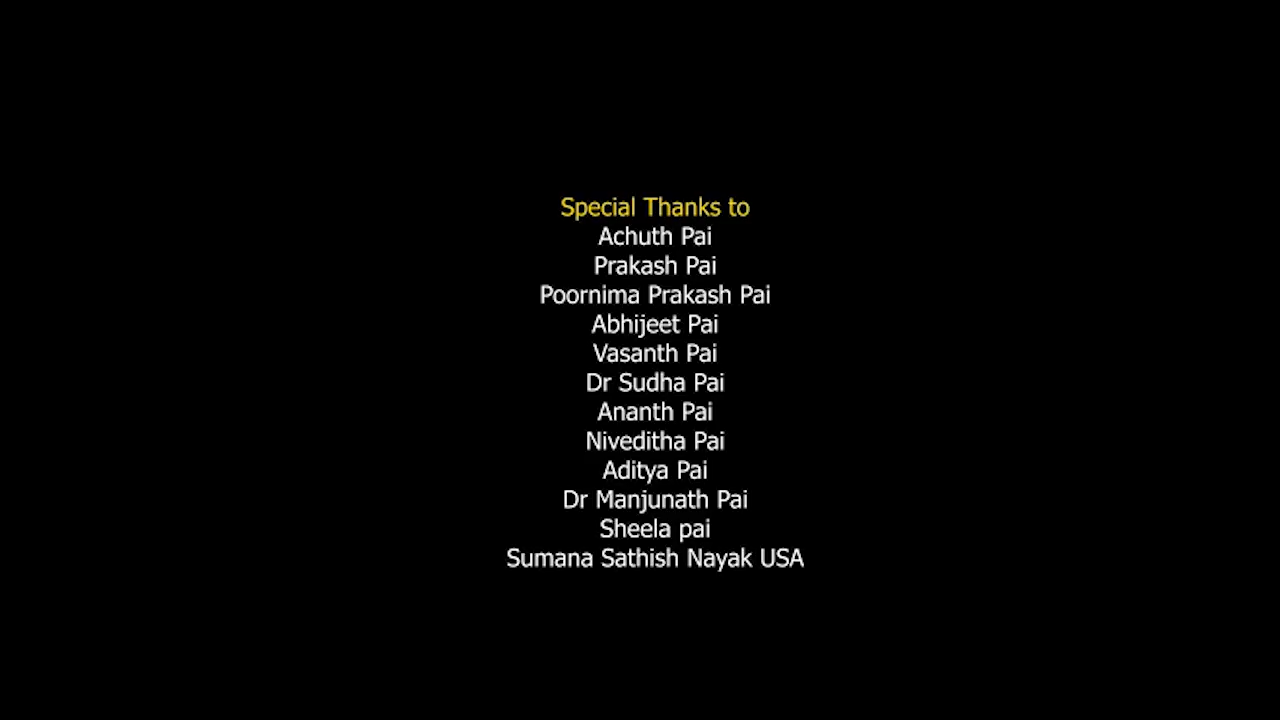 Special Thanks to
Achuth Pai
Prakash Pai
Poornima Prakash Pai
Abhijeet Pai
Vasanth Pai
Dr Sudha Pai
Ananth Pai
Niveditha Pai
Aditya Pai
Dr Manjunath Pai
Sheela pai
Sumana Sathish Nayak USA